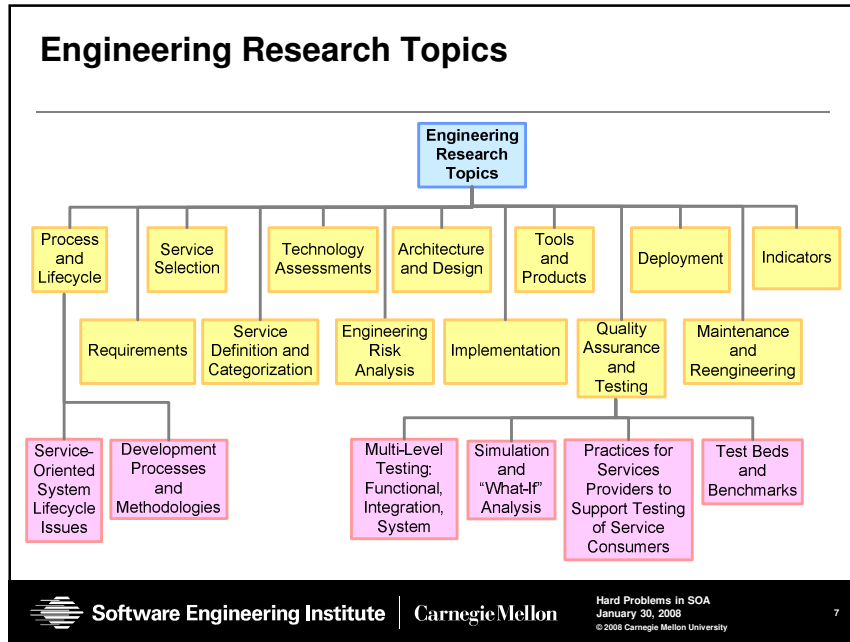 Engineering Research Topics
Engineering
Research
Topics
Process
and
Lifecycle
Service
Selection
Technology
Assessments
Architecture
and Design
Tools
and
Products
Deployment
Indicators
Requirements
Service
Definition and
Categorization
Engineering
Risk
Analysis
Implementation
Quality
Assurance
and
Testing
Maintenance
and
Reengineering
Service-
Oriented
System
Lifecycle
Issues
Development
Processes
and
Methodologies
Multi-Level
Testing:
Functional,
Integration,
System
Simulation
and
“What-If”
Analysis
Practices for
Services
Providers to
Support Testing
of Service
Consumers
Test Beds
and
Benchmarks
Software Engineering Institute
Carnegie Mellon
Hard Problems in SOA
January 30, 2008
© 2008 Carnegie Mellon University
7